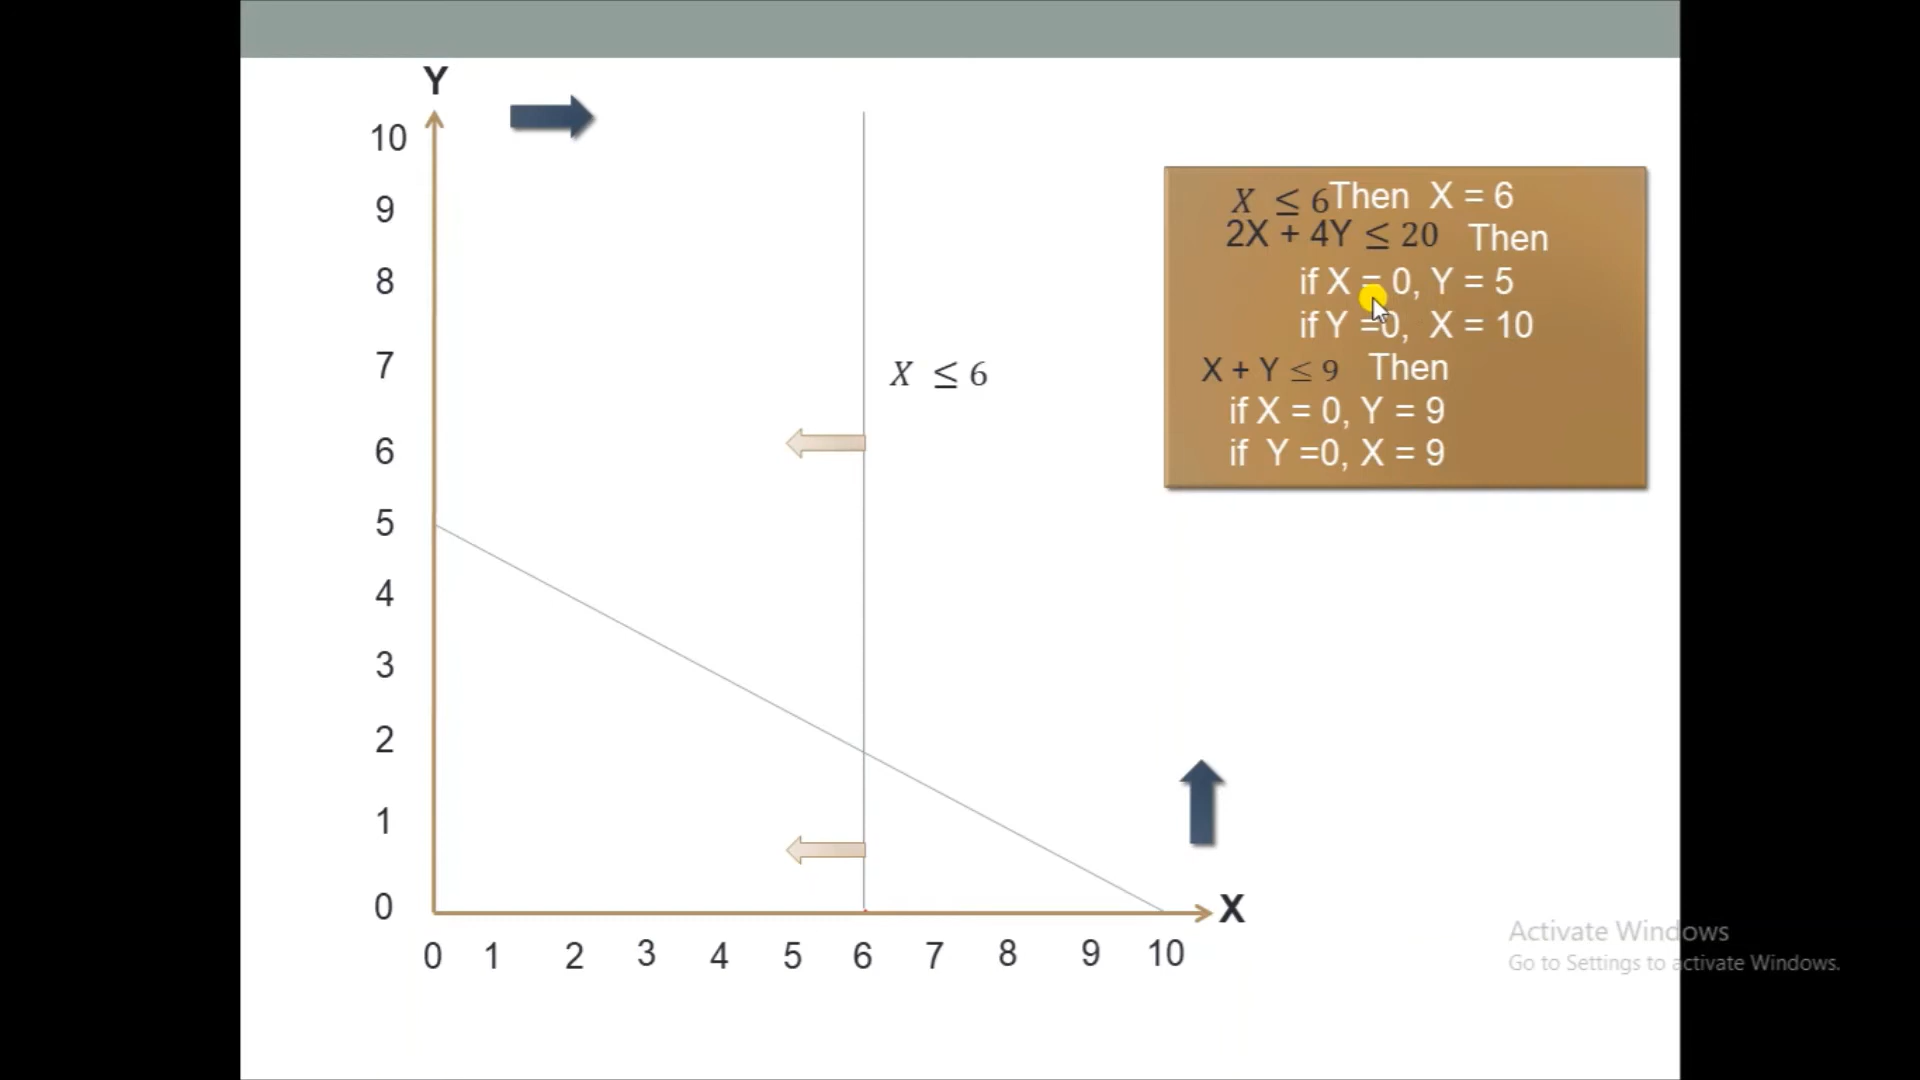 Y
10
9
8
7
6
5
4
3
2
1
0
X ≤ 6
X ≤ 6 Then X = 6
2X + 4Y ≤ 20 Then
if X = 0, Y = 5
if Y =0, X = 10
X + Y ≤ 9 Then
if X = 0, Y = 9
if Y =0, X = 9
X
0 1 2 3 4 5 6 7 8 9 10
Activate Windows
Go to Settings to activate Windows.